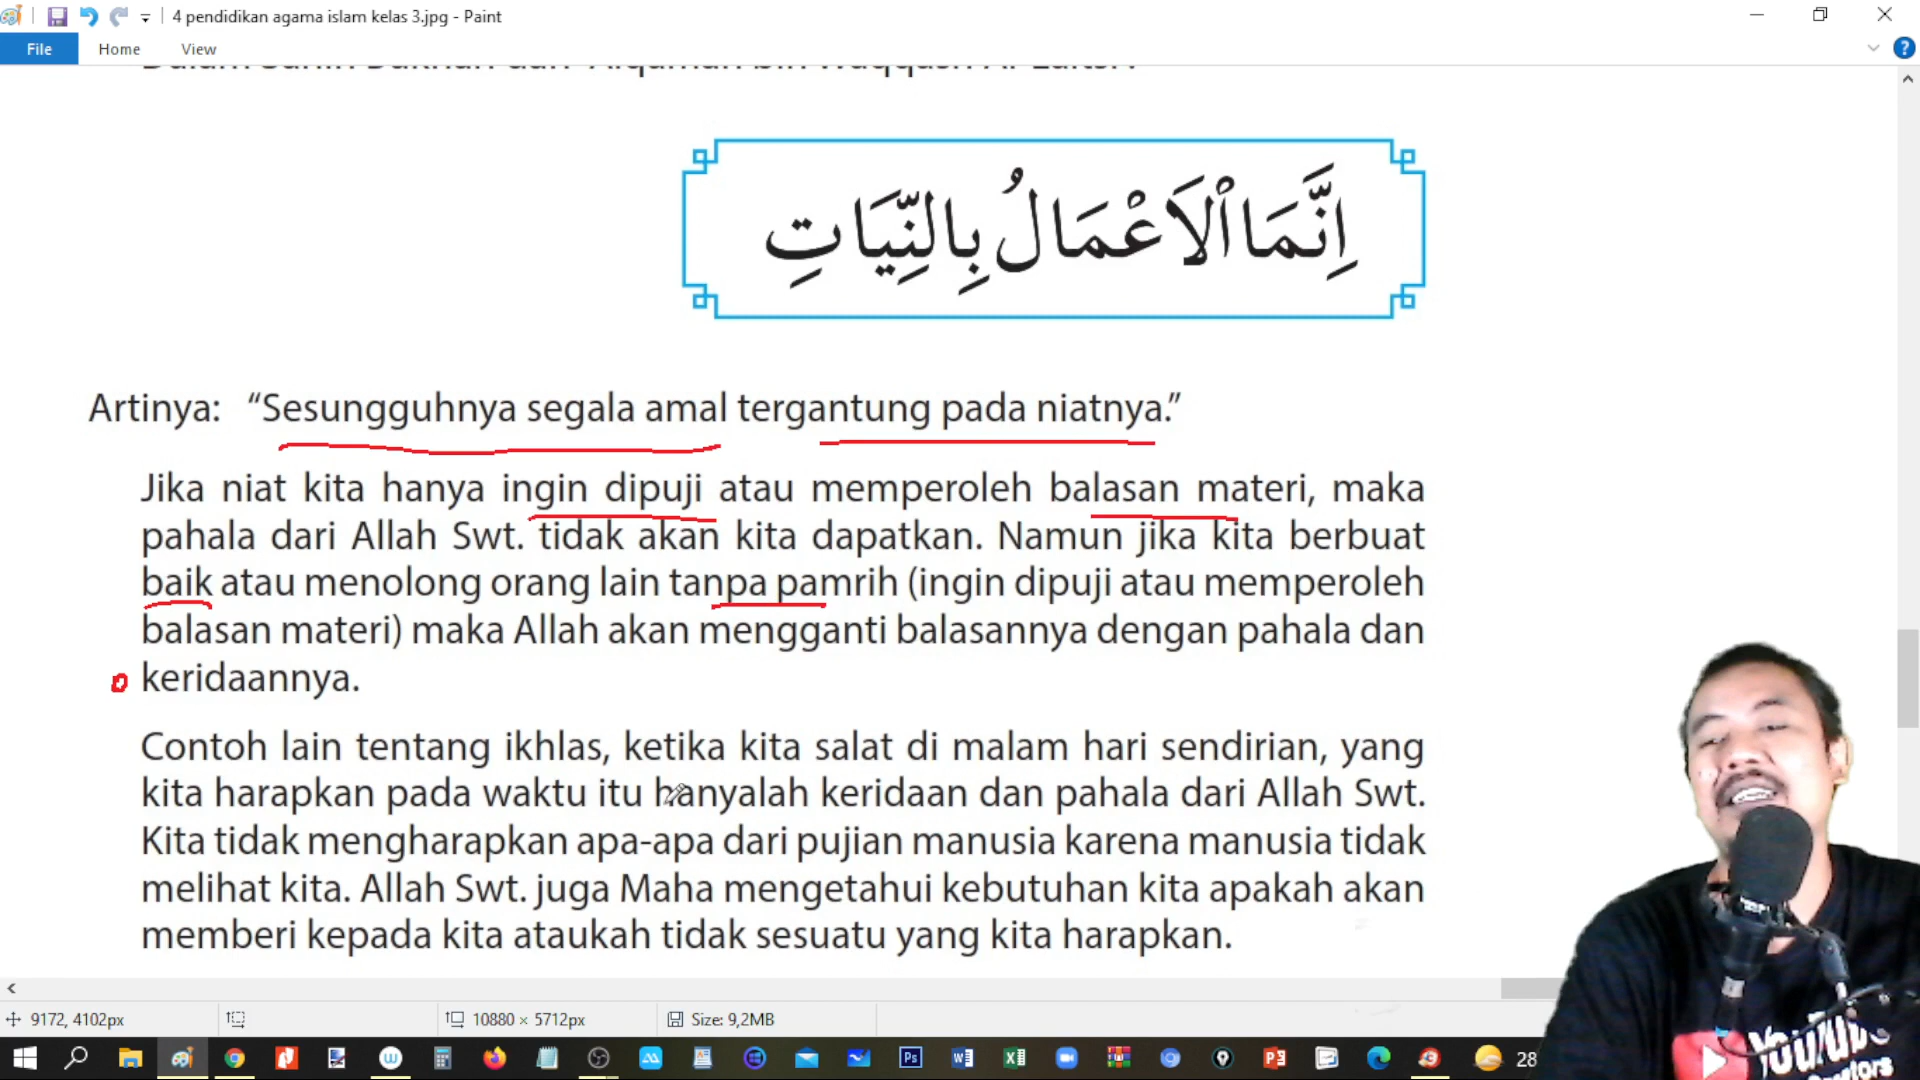 4 pendidikan agama islam kelas 3.jpg - Paint
File Home View
اِنَّمَا الْاَعْمَالُ بِالنِّيَّاتِ
Artinya: “Sesungguhnya segala amal tergantung pada niatnya.”
Jika niat kita hanya ingin dipuji atau memperoleh balasan materi, maka
pahala dari Allah Swt. tidak akan kita dapatkan. Namun jika kita berbuat
baik atau menolong orang lain tanpa pamrih (ingin dipuji atau memperoleh
balasan materi) maka Allah akan mengganti balasannya dengan pahala dan
keridaannya.
Contoh lain tentang ikhlas, ketika kita salat di malam hari sendirian, yang
kita harapkan pada waktu itu hanyalah keridaan dan pahala dari Allah Swt.
Kita tidak mengharapkan apa-apa dari pujian manusia karena manusia tidak
melihat kita. Allah Swt. juga Maha mengetahui kebutuhan kita apakah akan
memberi kepada kita ataukah tidak sesuatu yang kita harapkan.
9172, 4102px 10880 × 5712px Size: 9,2MB
28
YouTube